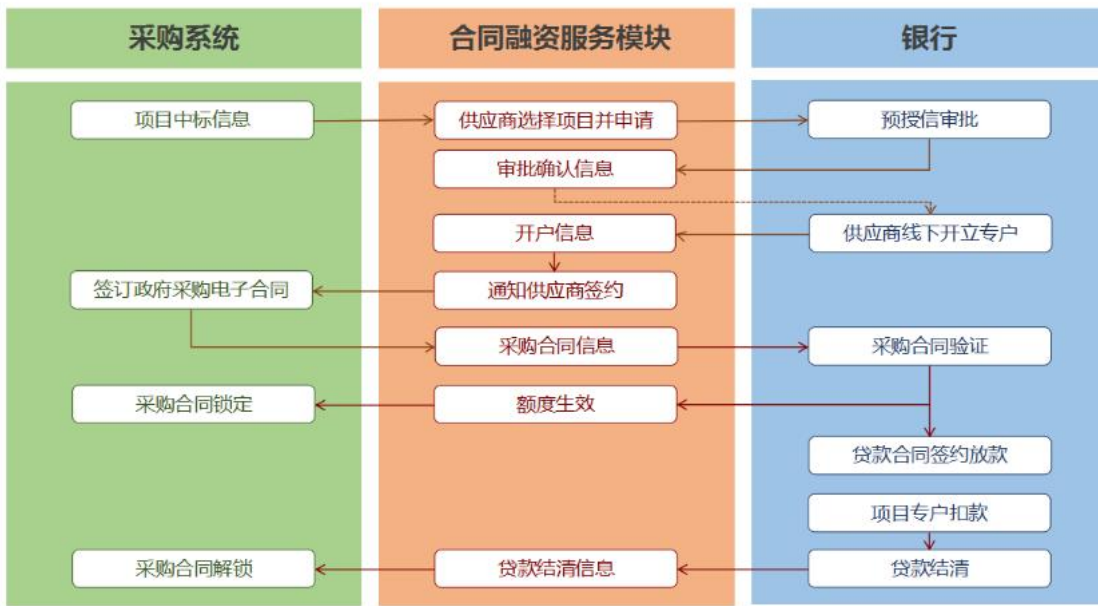 采购系统
合同融资服务模块
银行
项目中标信息
供应商选择项目并申请
预授信审批
审批确认信息
开户信息
供应商线下开立专户
签订政府采购电子合同
通知供应商签约
采购合同信息
采购合同验证
采购合同锁定
额度生效
贷款合同签约放款
项目专户扣款
采购合同解锁
贷款结清信息
贷款结清